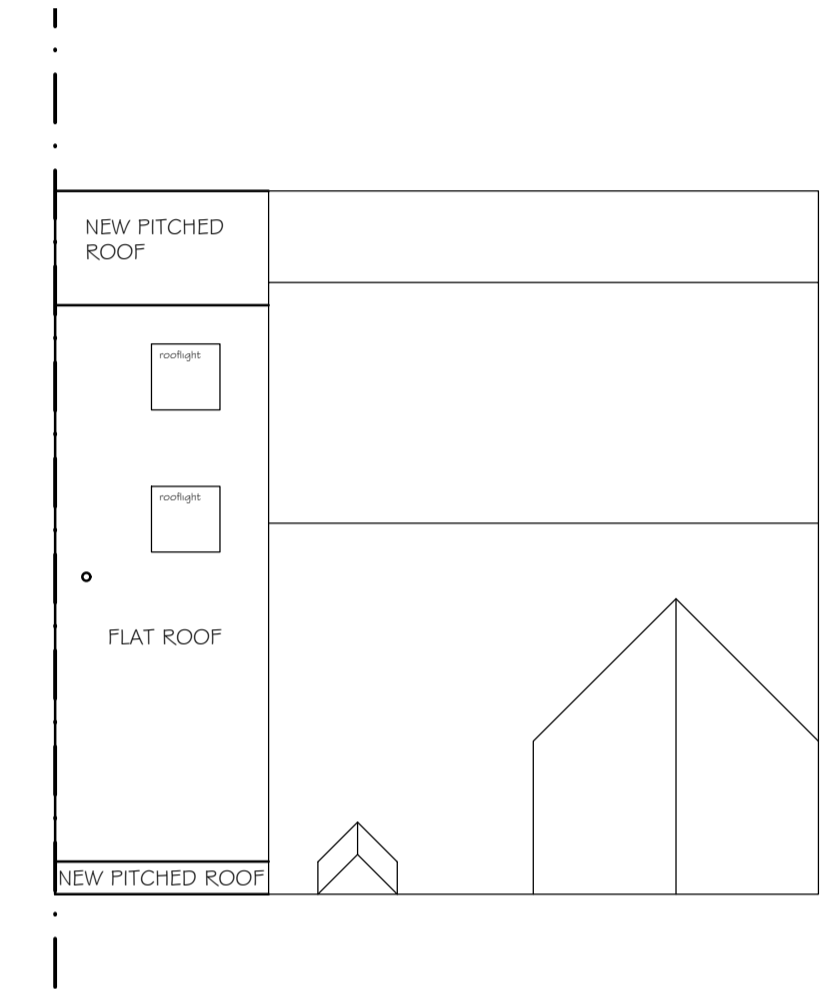 NEW PITCHED
ROOF
rooflight
rooflight
FLAT ROOF
NEW PITCHED ROOF